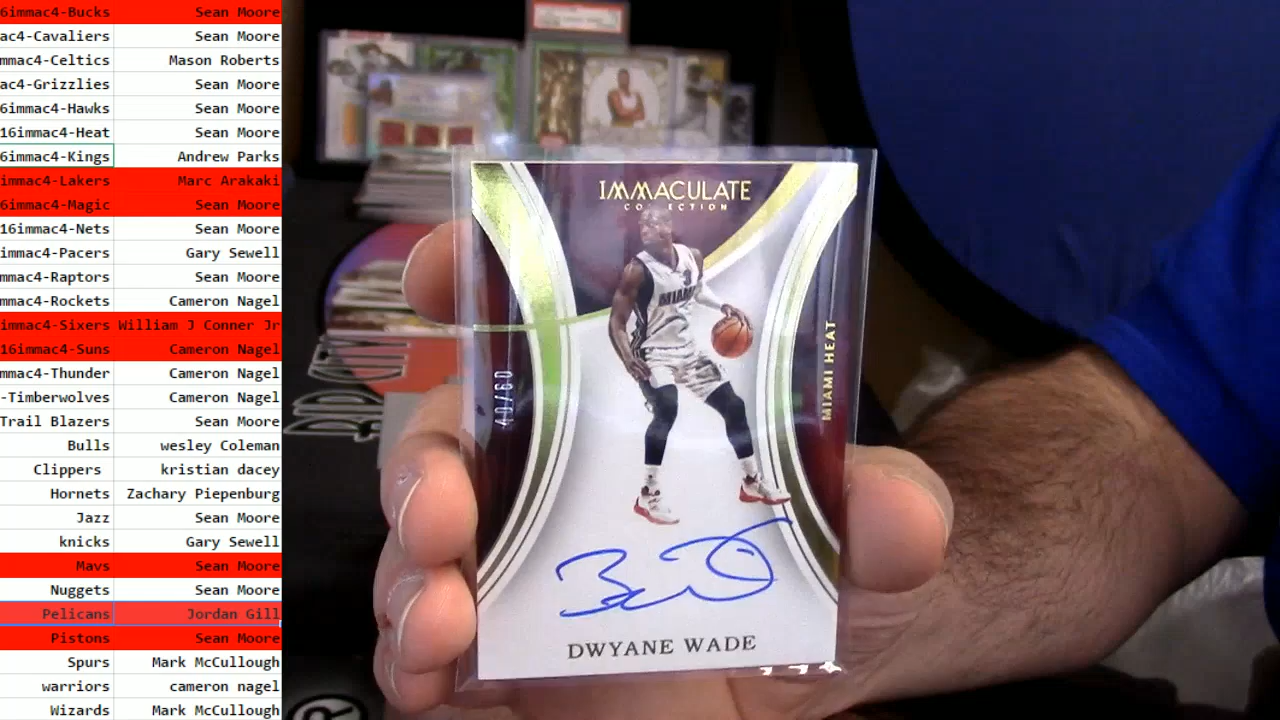 6immac4-Bucks Sean Moore
ac4-Cavaliers Sean Moore
mmac4-Celtics Mason Roberts
ac4-Grizzlies Sean Moore
6immac4-Hawks Sean Moore
16immac4-Heat Sean Moore
6immac4-Kings Andrew Parks
immac4-Lakers Marc Arakaki
6immac4-Magic Sean Moore
16immac4-Nets Sean Moore
immac4-Pacers Gary Sewell
mmac4-Raptors Sean Moore
mmac4-Rockets Cameron Nagel
immac4-Sixers William J Conner Jr
16immac4-Suns Cameron Nagel
mmac4-Thunder Cameron Nagel
-Timberwolves Cameron Nagel
Trail Blazers Sean Moore
Bulls wesley Coleman
Clippers kristian dacey
Hornets Zachary Piepenburg
Jazz Sean Moore
knicks Gary Sewell
Mavs Sean Moore
Nuggets Sean Moore
Pelicans Jordan Gill
Pistons Sean Moore
Spurs Mark McCullough
warriors cameron nagel
Wizards Mark McCullough
IMMACULATE
COLLECTION
MIAMI
3
40/60
MIAMI HEAT
DWYANE WADE